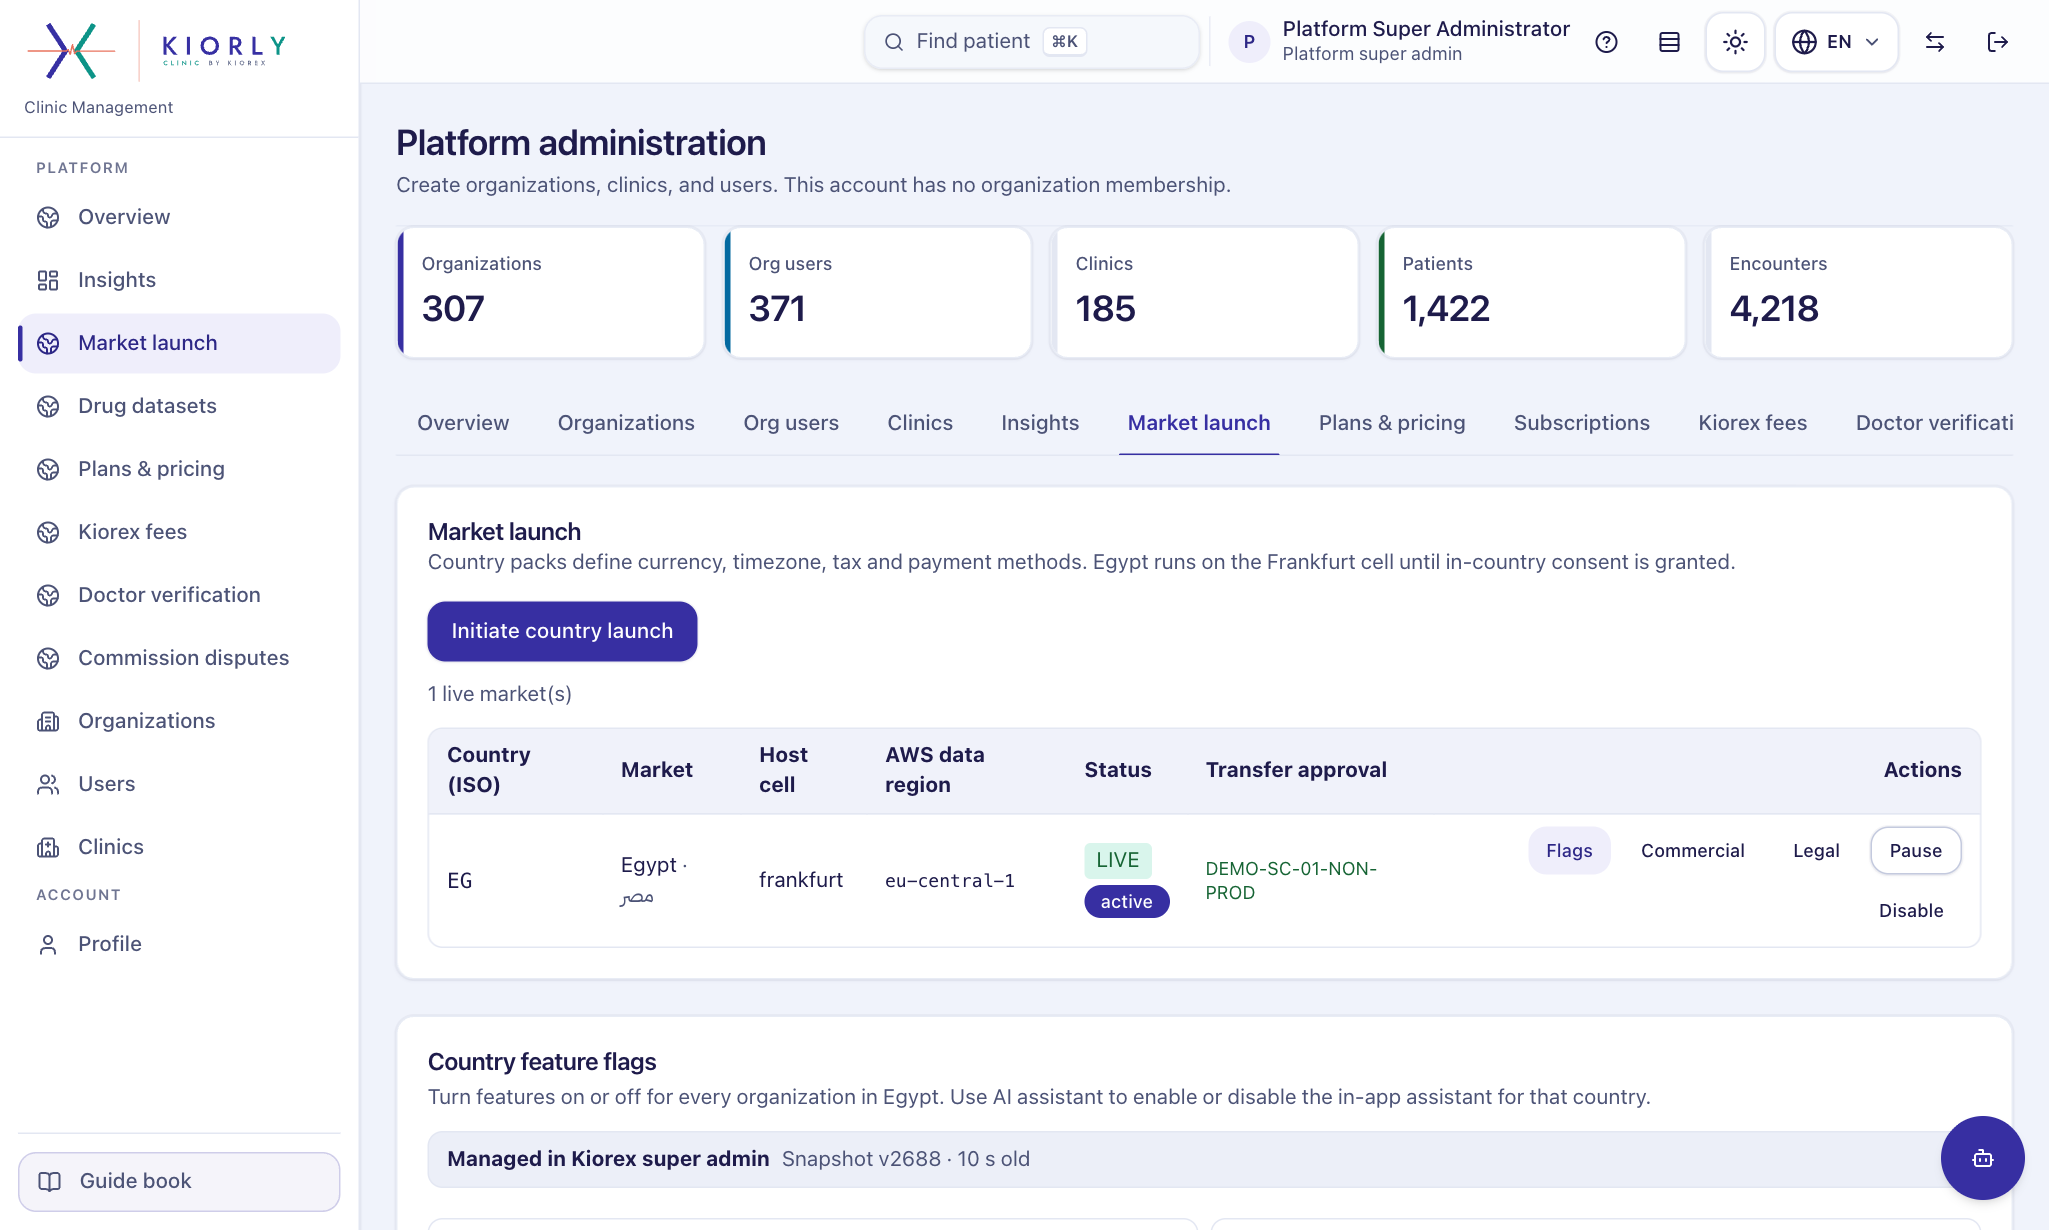 KIORLY
CLINIC BY KIOREX
Clinic Management
PLATFORM
Overview
Insights
Market launch
Drug datasets
Plans & pricing
Kiorex fees
Doctor verification
Commission disputes
Organizations
Users
Clinics
ACCOUNT
Profile
Guide book
Find patient ⌘K
P
Platform Super Administrator
Platform super admin
EN
Platform administration
Create organizations, clinics, and users. This account has no organization membership.
Organizations
307
Org users
371
Clinics
185
Patients
1,422
Encounters
4,218
Overview Organizations Org users Clinics Insights Market launch Plans & pricing Subscriptions Kiorex fees Doctor verificati
Market launch
Country packs define currency, timezone, tax and payment methods. Egypt runs on the Frankfurt cell until in-country consent is granted.
Initiate country launch
1 live market(s)
Country (ISO) Market Host cell AWS data region Status Transfer approval Actions
EG
Egypt ·
مصر
frankfurt
eu-central-1
LIVE
active
DEMO-SC-01-NON-
PROD
Flags Commercial Legal Pause
Disable
Country feature flags
Turn features on or off for every organization in Egypt. Use AI assistant to enable or disable the in-app assistant for that country.
Managed in Kiorex super admin Snapshot v2688 · 10 s old